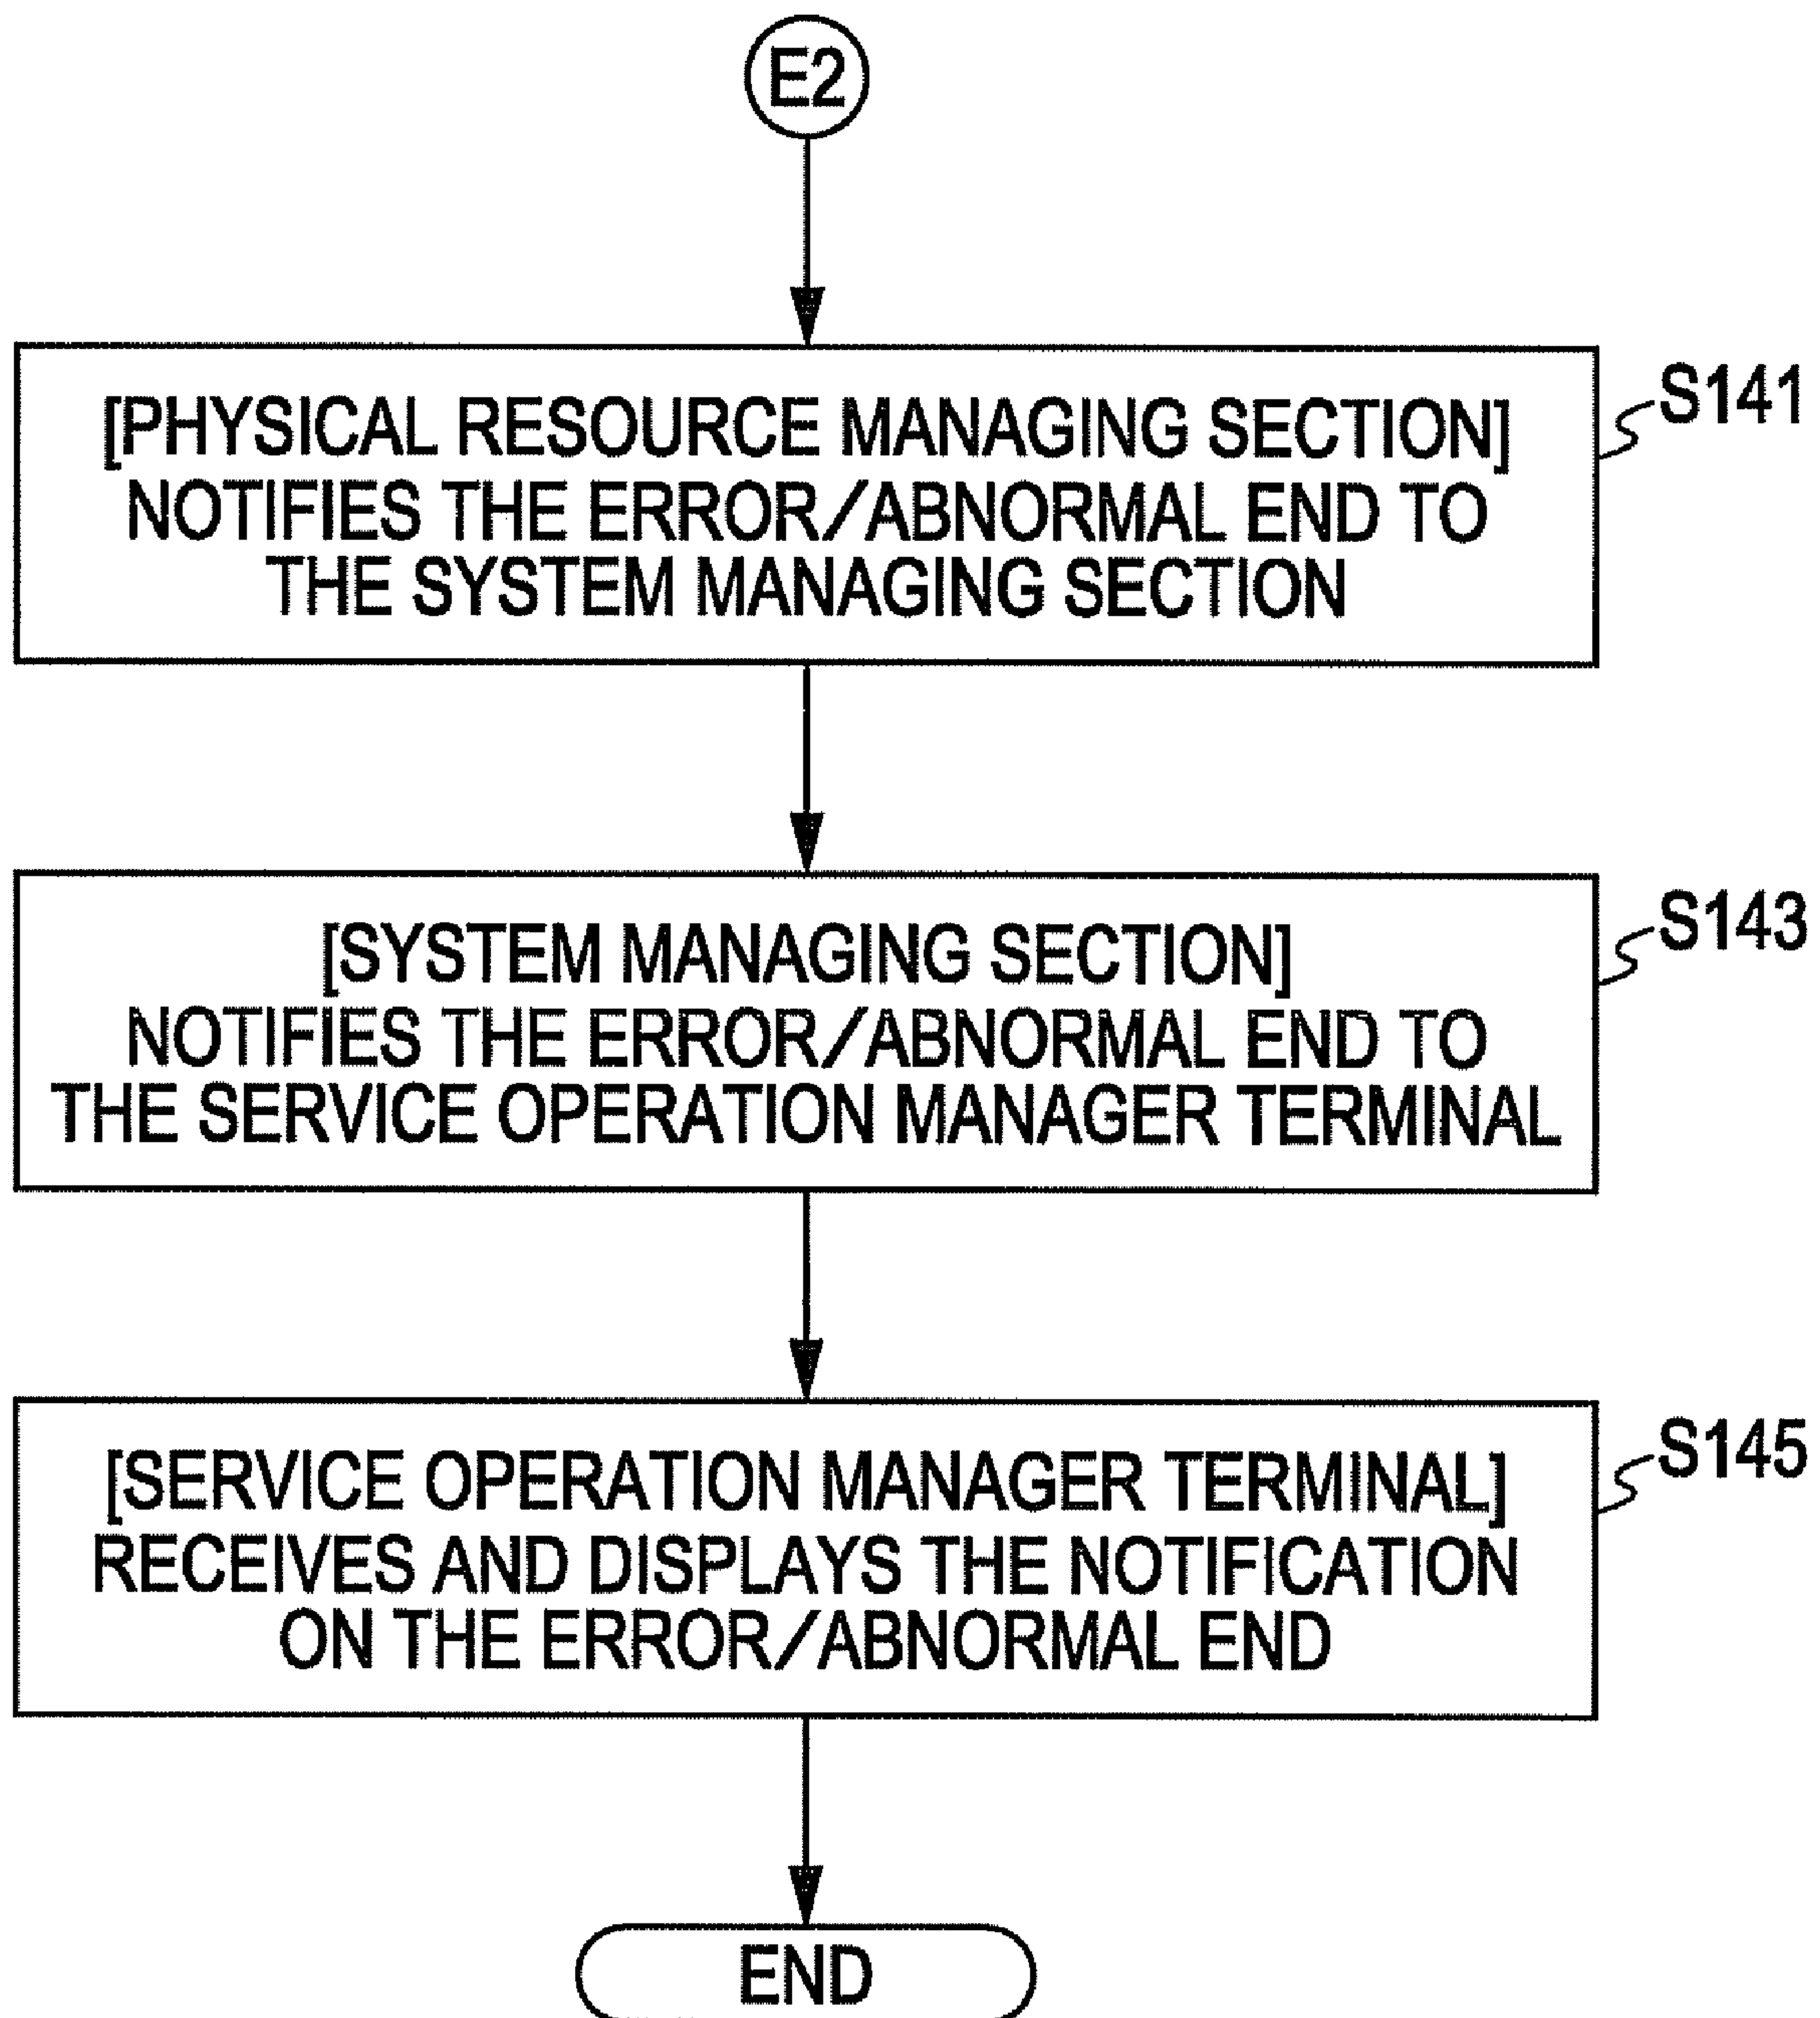 E2
[PHYSICAL RESOURCE MANAGING SECTION]
NOTIFIES THE ERROR/ABNORMAL END TO
THE SYSTEM MANAGING SECTION
S141
[SYSTEM MANAGING SECTION]
NOTIFIES THE ERROR/ABNORMAL END TO
THE SERVICE OPERATION MANAGER TERMINAL
S143
[SERVICE OPERATION MANAGER TERMINAL]
RECEIVES AND DISPLAYS THE NOTIFICATION
ON THE ERROR/ABNORMAL END
S145
END